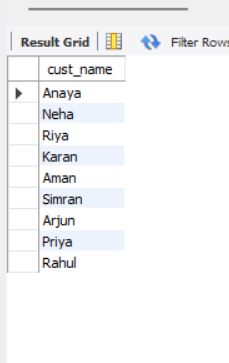 Result Grid Filter Rows
cust_name
Anaya
Neha
Riya
Karan
Aman
Simran
Arjun
Priya
Rahul